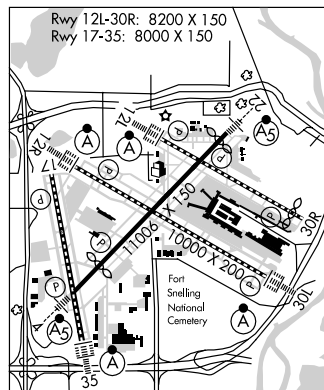 Rwy 12L-30R: 8200 X 150
Rwy 17-35: 8000 X 150
12L
22
A
A
A5
P
P
12R
P
17
P
11006 X 150
P
P
30R
10000 X 200
P
P
30L
4
A5
Fort
Snelling
National
Cemetery
A
A
35